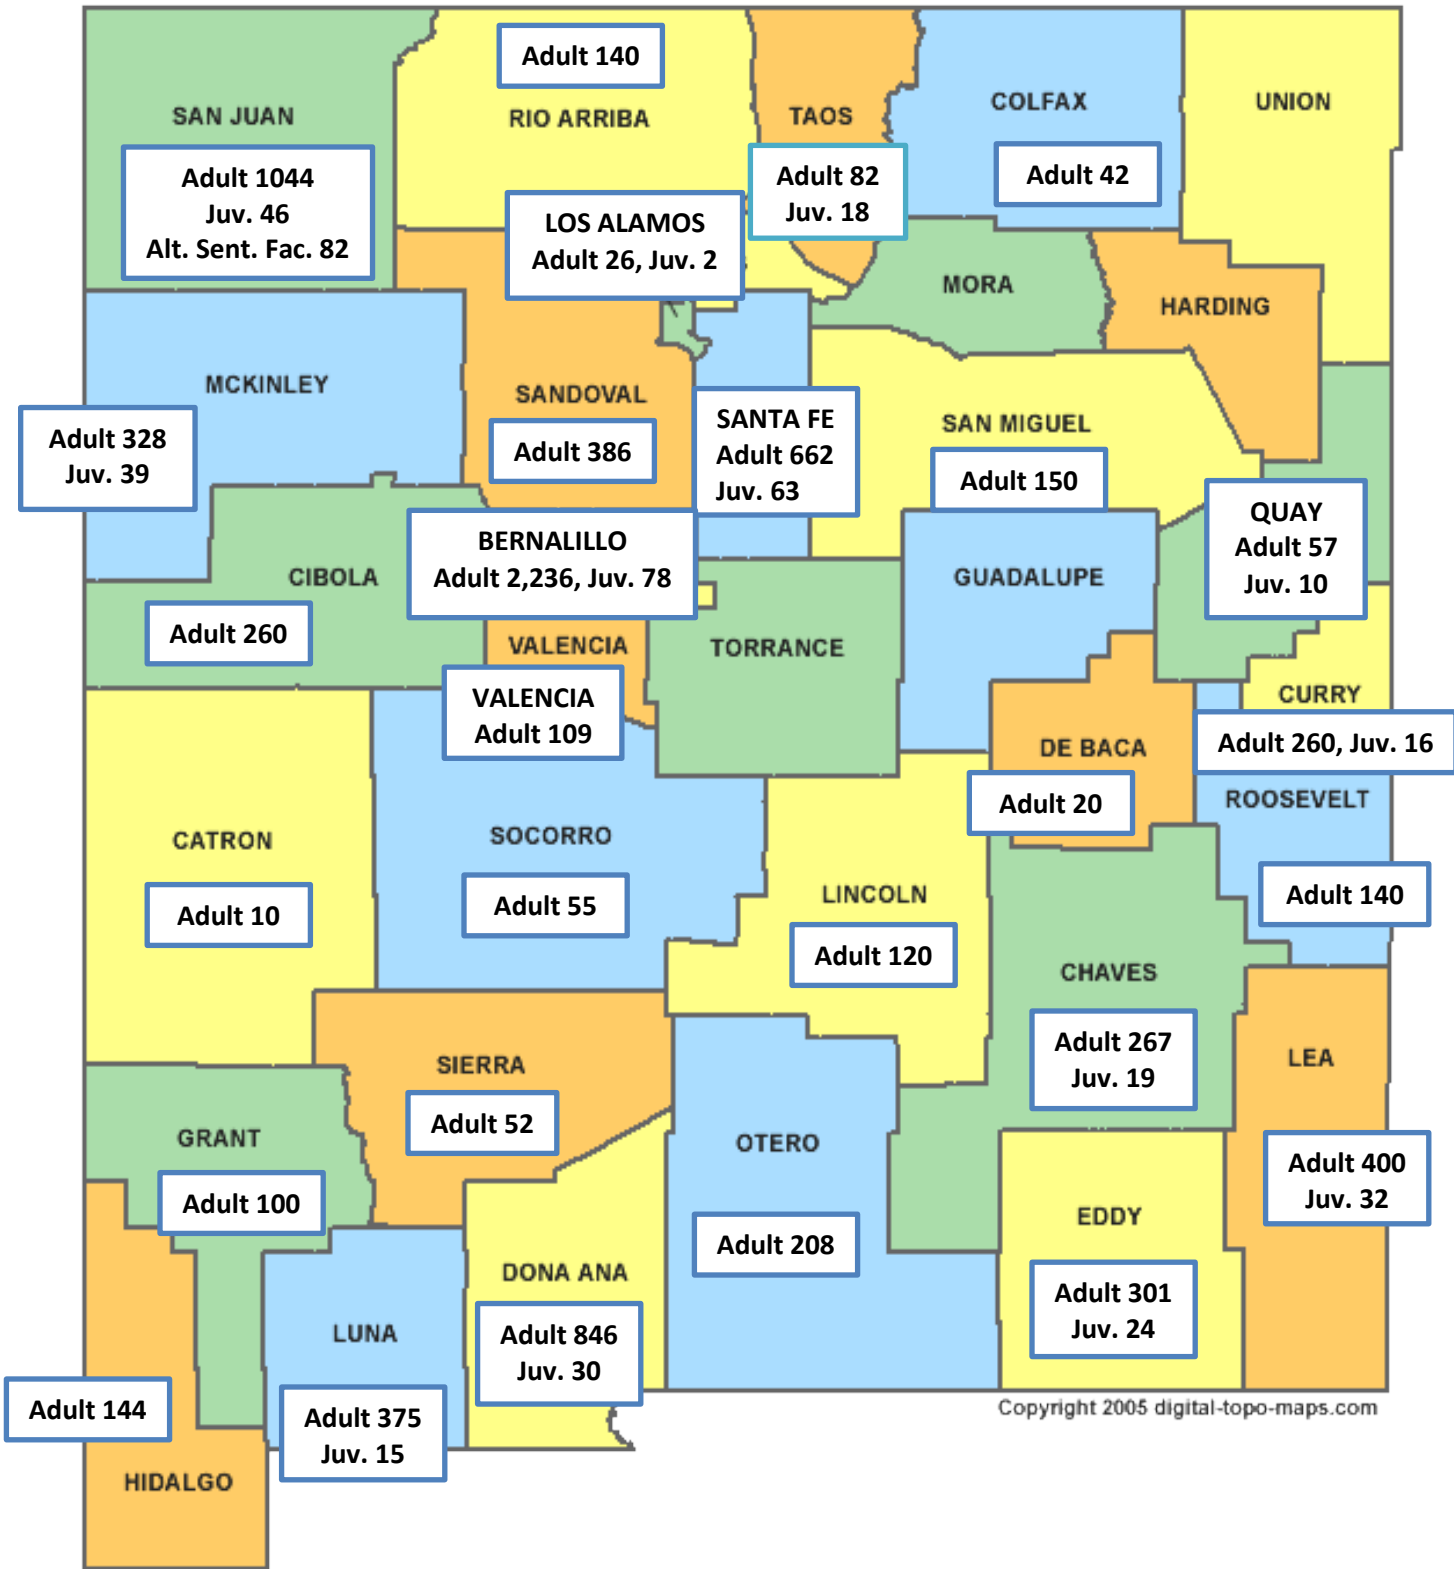 Adult 140
SAN JUAN
RIO ARRIBA
TAOS
COLFAX
UNION
Adult 1044
Juv. 46
Alt. Sent. Fac. 82
Adult 82
Juv. 18
Adult 42
LOS ALAMOS
Adult 26, Juv. 2
MORA
HARDING
MCKINLEY
Adult 328
Juv. 39
SANDOVAL
Adult 386
SANTA FE
Adult 662
Juv. 63
SAN MIGUEL
Adult 150
QUAY
Adult 57
Juv. 10
BERNALILLO
Adult 2,236, Juv. 78
CIBOLA
Adult 260
GUADALUPE
VALENCIA
TORRANCE
VALENCIA
Adult 109
CURRY
Adult 260, Juv. 16
DE BACA
Adult 20
ROOSEVELT
Adult 140
CATRON
Adult 10
SOCORRO
Adult 55
LINCOLN
Adult 120
CHAVES
Adult 267
Juv. 19
SIERRA
Adult 52
LEA
Adult 400
Juv. 32
GRANT
Adult 100
OTERO
Adult 208
EDDY
Adult 301
Juv. 24
DONA ANA
Adult 846
Juv. 30
LUNA
Adult 375
Juv. 15
Adult 144
HIDALGO
Copyright 2005 digital-topo-maps.com